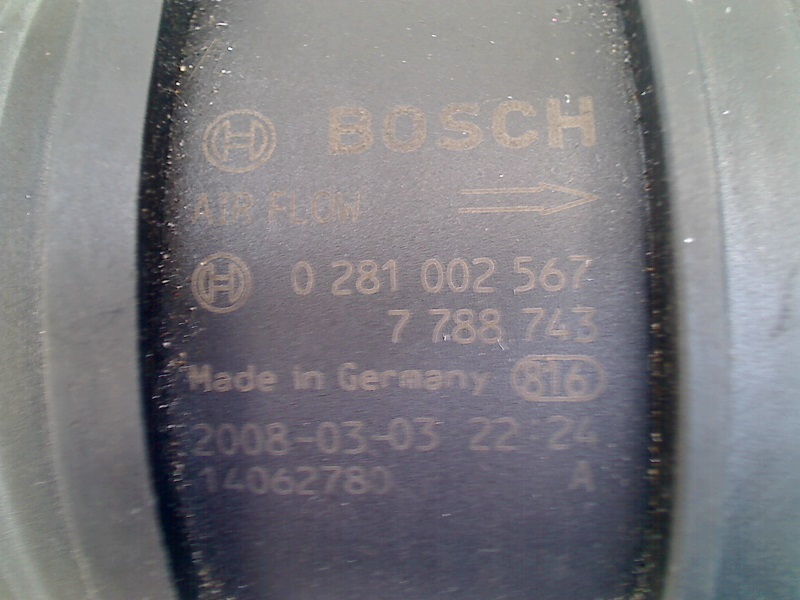 BOSCH
AIR FLOW
0 281 002 567
7 788 743
Made in Germany 816
2008-03-03 22 24
14062780 A